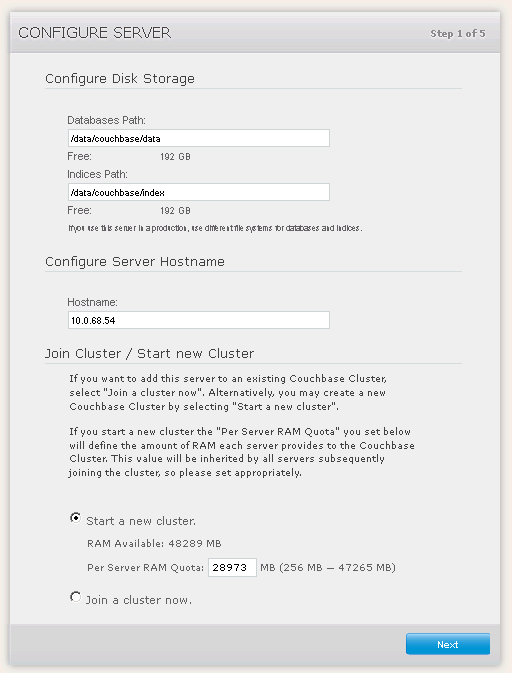 CONFIGURE SERVER
Step 1 of 5
Configure Disk Storage
Databases Path:
/data/couchbase/data
Free: 192 GB
Indices Path:
/data/couchbase/index
Free: 192 GB
If you use this server in a production, use different file systems for databases and indices.
Configure Server Hostname
Hostname:
10.0.68.54
Join Cluster / Start new Cluster
If you want to add this server to an existing Couchbase Cluster,
select "Join a cluster now". Alternatively, you may create a new
Couchbase Cluster by selecting "Start a new cluster".
If you start a new cluster the "Per Server RAM Quota" you set below
will define the amount of RAM each server provides to the Couchbase
Cluster. This value will be inherited by all servers subsequently
joining the cluster, so please set appropriately.
Start a new cluster.
RAM Available: 48289 MB
Per Server RAM Quota: 28973 MB (256 MB — 47265 MB)
Join a cluster now.
Next